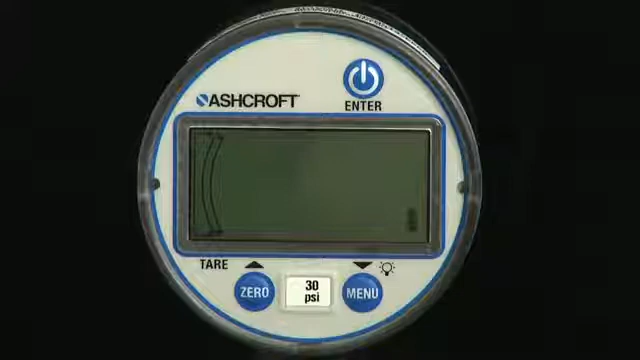 ASHCROFT
ENTER
TARE
ZERO
30
psi
MENU